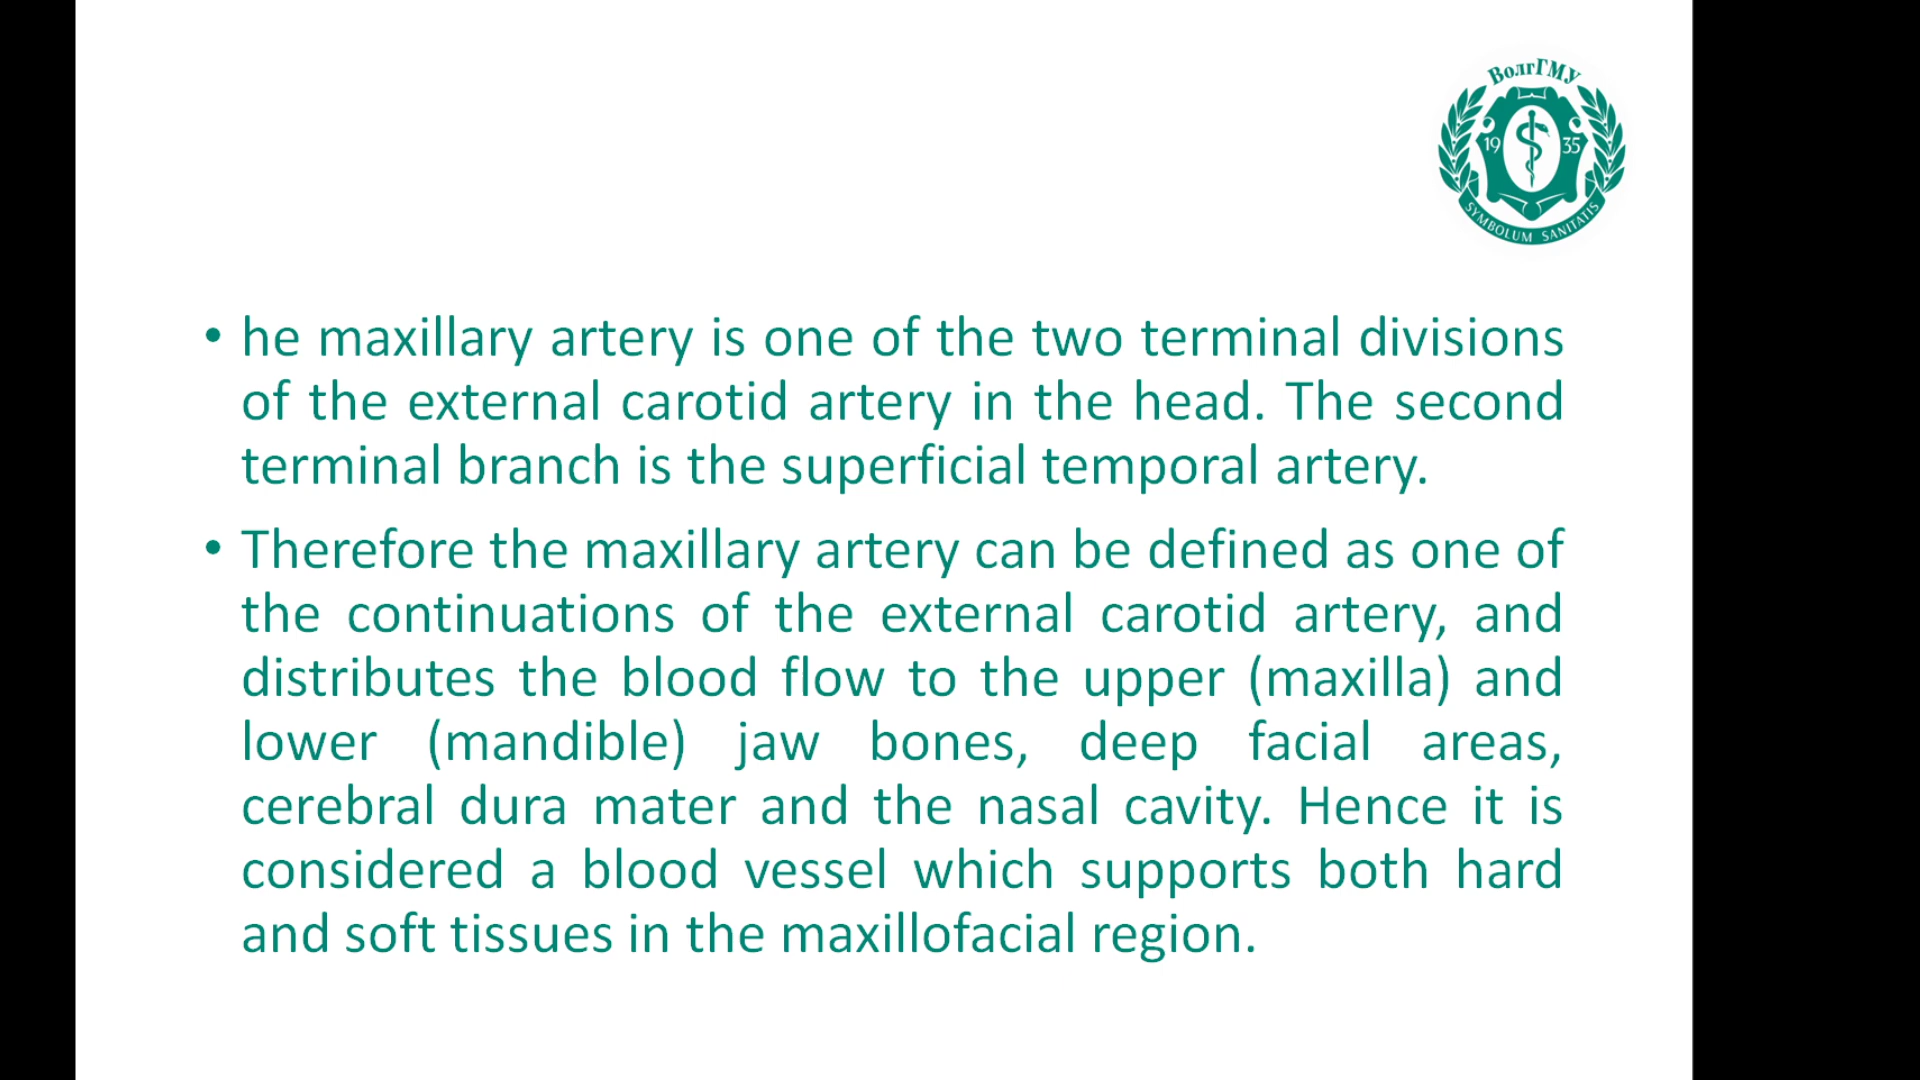 ВолгГМУ
19 35
SYMBOLUM SANITATIS
• he maxillary artery is one of the two terminal divisions
of the external carotid artery in the head. The second
terminal branch is the superficial temporal artery.
• Therefore the maxillary artery can be defined as one of
the continuations of the external carotid artery, and
distributes the blood flow to the upper (maxilla) and
lower (mandible) jaw bones, deep facial areas,
cerebral dura mater and the nasal cavity. Hence it is
considered a blood vessel which supports both hard
and soft tissues in the maxillofacial region.